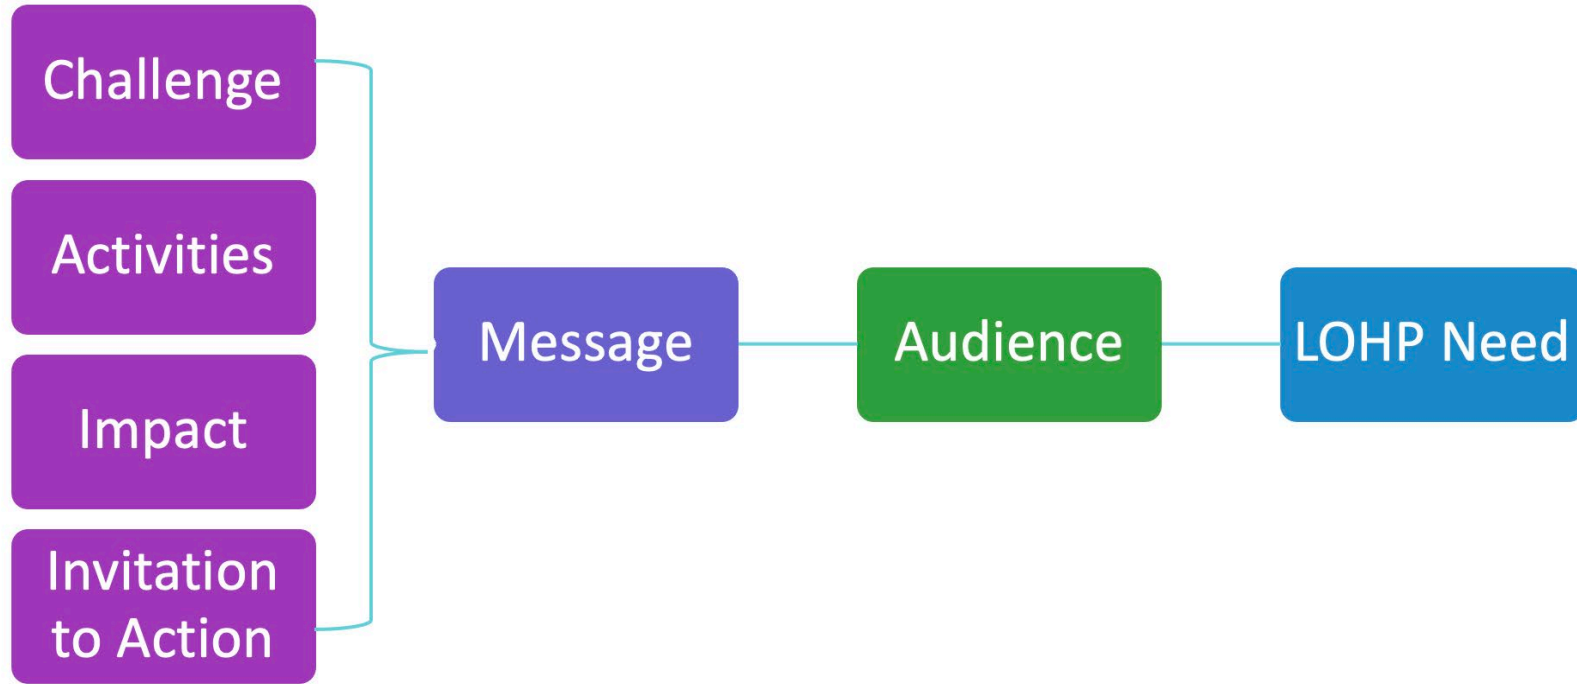 Challenge
Activities
Impact
Invitation
to Action
Message
Audience
LOHP Need